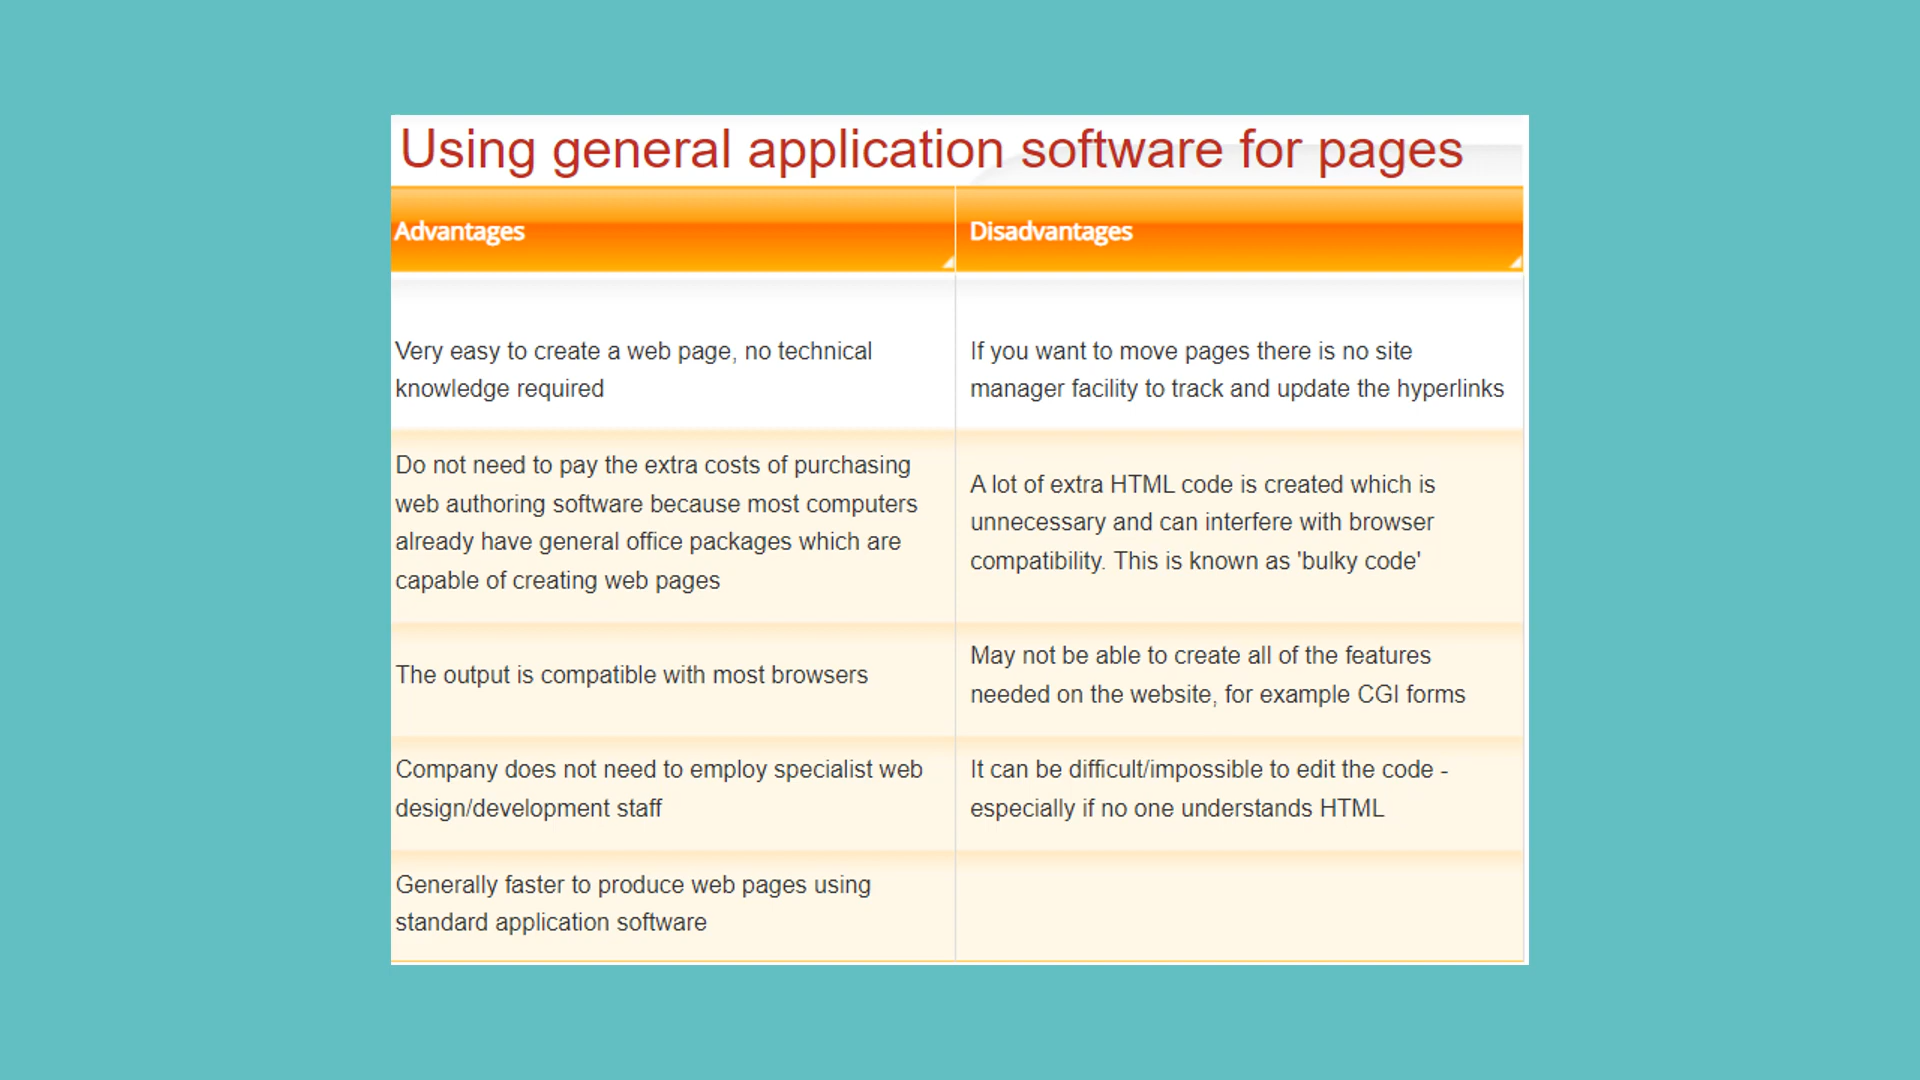 Using general application software for pages
Advantages
Disadvantages
Very easy to create a web page, no technical
knowledge required
If you want to move pages there is no site
manager facility to track and update the hyperlinks
Do not need to pay the extra costs of purchasing
web authoring software because most computers
already have general office packages which are
capable of creating web pages
A lot of extra HTML code is created which is
unnecessary and can interfere with browser
compatibility. This is known as 'bulky code'
The output is compatible with most browsers
May not be able to create all of the features
needed on the website, for example CGI forms
Company does not need to employ specialist web
design/development staff
It can be difficult/impossible to edit the code -
especially if no one understands HTML
Generally faster to produce web pages using
standard application software